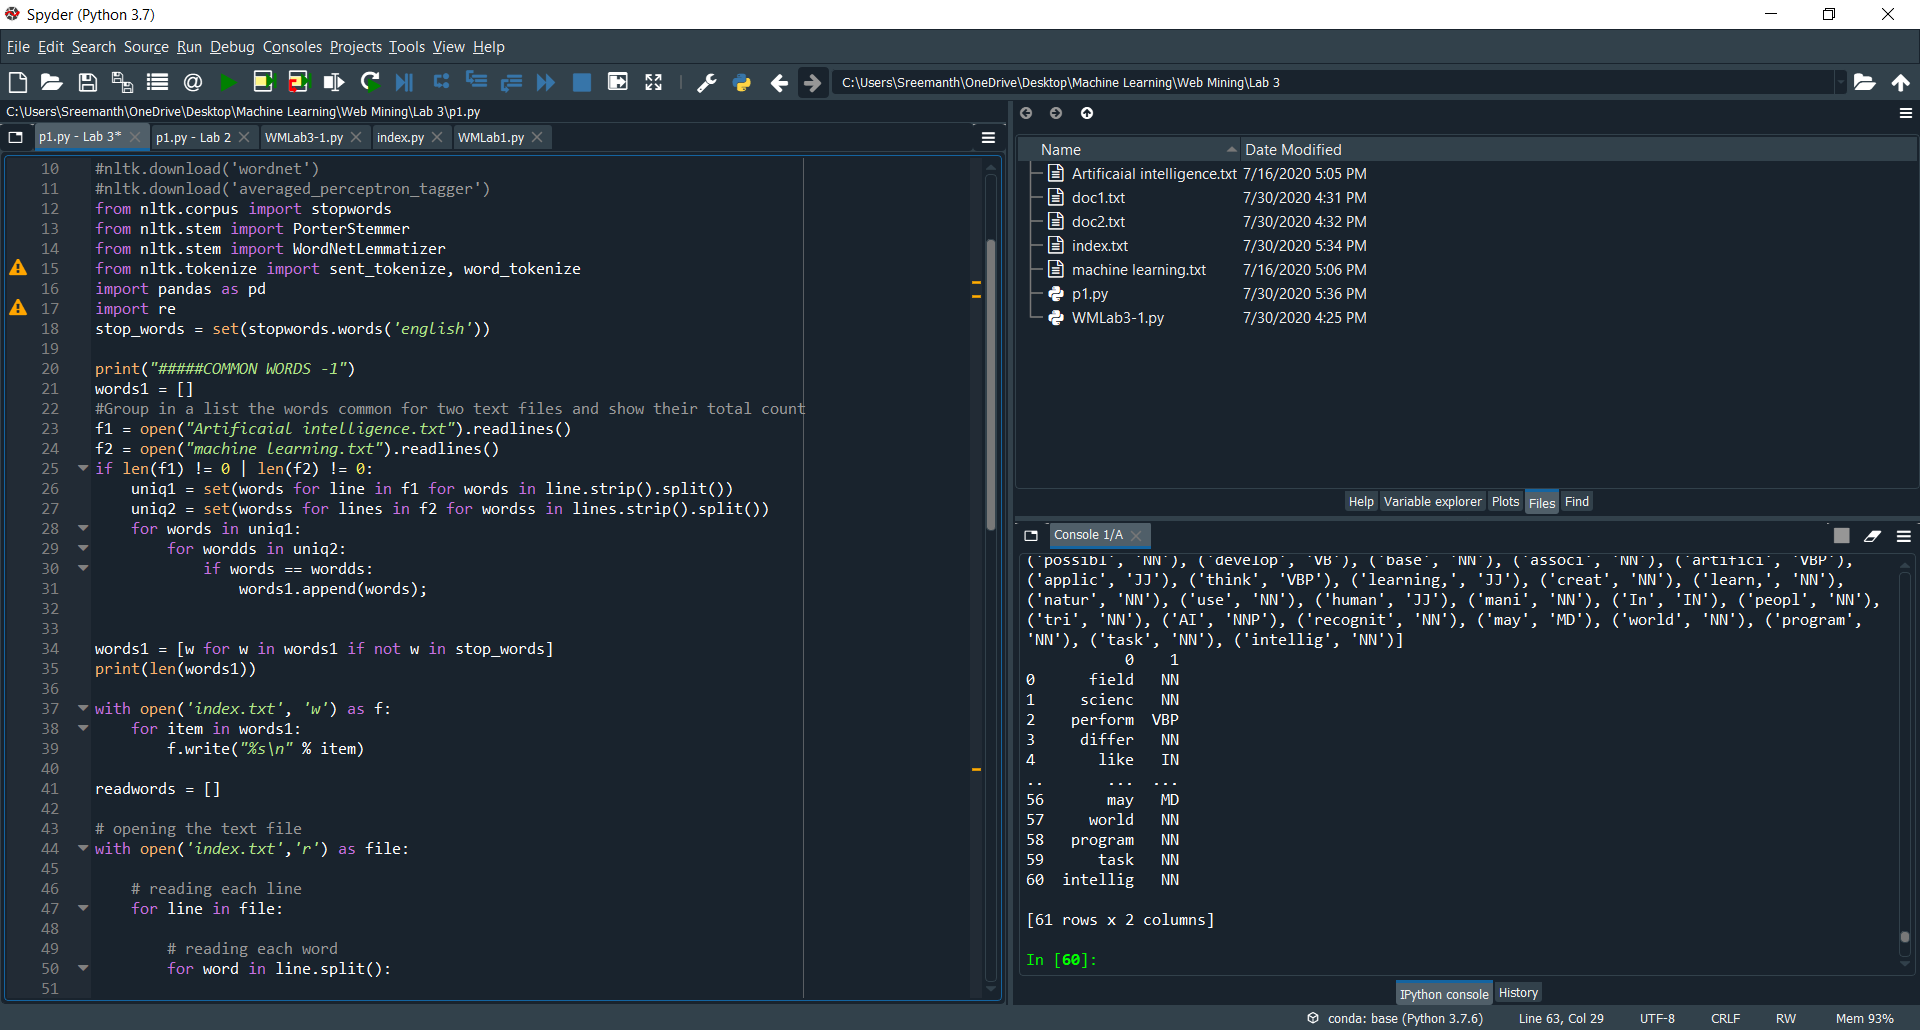 Spyder (Python 3.7)
File Edit Search Source Run Debug Consoles Projects Tools View Help
C:\Users\Sreemanth\OneDrive\Desktop\Machine Learning\Web Mining\Lab 3
C:\Users\Sreemanth\OneDrive\Desktop\Machine Learning\Web Mining\Lab 3\p1.py
p1.py - Lab 3* p1.py - Lab 2 WMLab3-1.py index.py WMLab1.py
10 #nltk.download('wordnet')
11 #nltk.download('averaged_perceptron_tagger')
12 from nltk.corpus import stopwords
13 from nltk.stem import PorterStemmer
14 from nltk.stem import WordNetLemmatizer
15 from nltk.tokenize import sent_tokenize, word_tokenize
16 import pandas as pd
17 import re
18 stop_words = set(stopwords.words('english'))
19
20 print("#####COMMON WORDS -1")
21 words1 = []
22 #Group in a list the words common for two text files and show their total count
23 f1 = open("Artificaial intelligence.txt").readlines()
24 f2 = open("machine learning.txt").readlines()
25 if len(f1) != 0 | len(f2) != 0:
26 uniq1 = set(words for line in f1 for words in line.strip().split())
27 uniq2 = set(wordss for lines in f2 for wordss in lines.strip().split())
28 for words in uniq1:
29 for wordds in uniq2:
30 if words == wordds:
31 words1.append(words);
32
33
34 words1 = [w for w in words1 if not w in stop_words]
35 print(len(words1))
36
37 with open('index.txt', 'w') as f:
38 for item in words1:
39 f.write("%s\n" % item)
40
41 readwords = []
42
43 # opening the text file
44 with open('index.txt','r') as file:
45
46 # reading each line
47 for line in file:
48
49 # reading each word
50 for word in line.split():
51
Name Date Modified
Artificaial intelligence.txt 7/16/2020 5:05 PM
doc1.txt 7/30/2020 4:31 PM
doc2.txt 7/30/2020 4:32 PM
index.txt 7/30/2020 5:34 PM
machine learning.txt 7/16/2020 5:06 PM
p1.py 7/30/2020 5:36 PM
WMLab3-1.py 7/30/2020 4:25 PM
Help Variable explorer Plots Files Find
Console 1/A
('possibl', 'NN'), ('develop', 'VB'), ('base', 'NN'), ('associ', 'NN'), ('artifici', 'VBP'),
('applic', 'JJ'), ('think', 'VBP'), ('learning,', 'JJ'), ('creat', 'NN'), ('learn,', 'NN'),
('natur', 'NN'), ('use', 'NN'), ('human', 'JJ'), ('mani', 'NN'), ('In', 'IN'), ('peopl', 'NN'),
('tri', 'NN'), ('AI', 'NNP'), ('recognit', 'NN'), ('may', 'MD'), ('world', 'NN'), ('program',
'NN'), ('task', 'NN'), ('intellig', 'NN')]
0 1
0 field NN
1 scienc NN
2 perform VBP
3 differ NN
4 like IN
.. ... ...
56 may MD
57 world NN
58 program NN
59 task NN
60 intellig NN
[61 rows x 2 columns]
In [60]:
IPython console History
conda: base (Python 3.7.6) Line 63, Col 29 UTF-8 CRLF RW Mem 93%